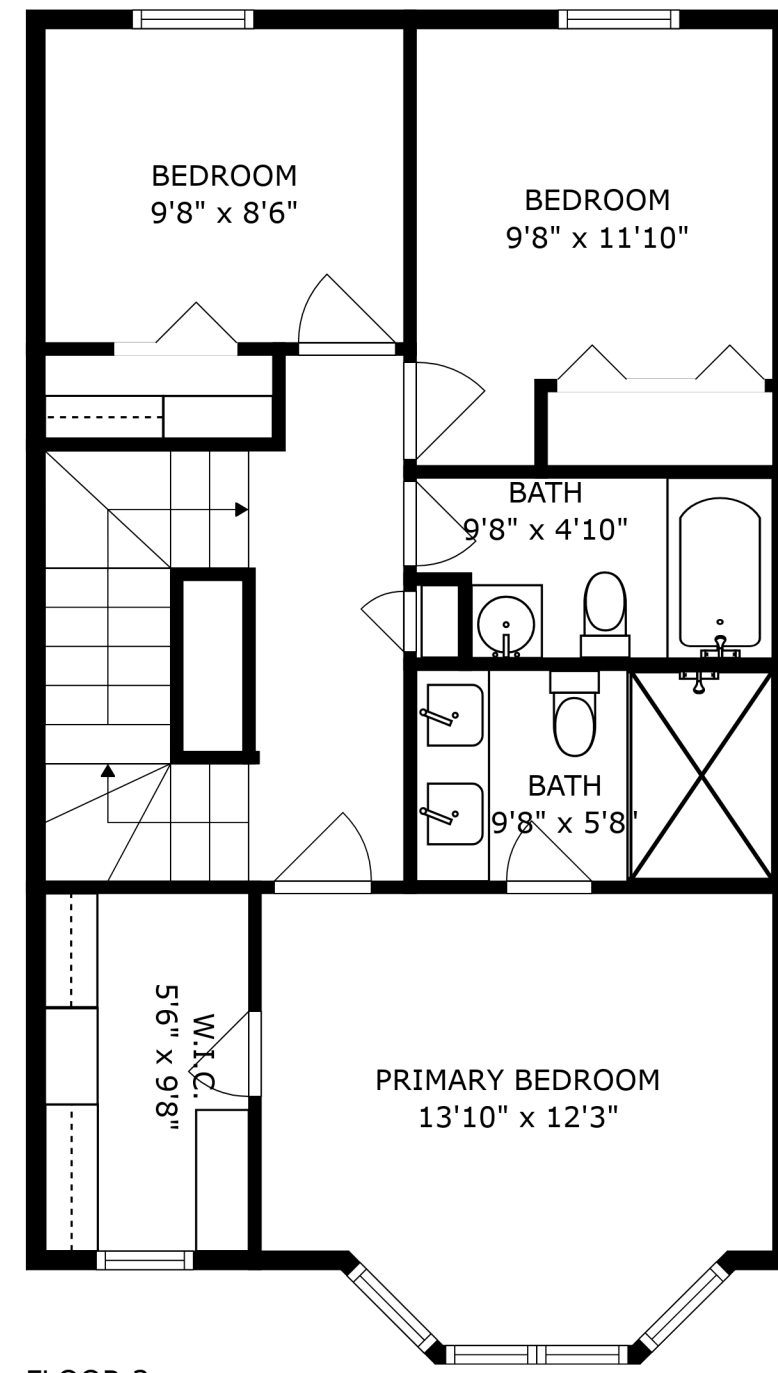 BEDROOM
9'8" x 8'6"
BEDROOM
9'8" x 11'10"
BATH
9'8" x 4'10"
BATH
9'8" x 5'8"
W.I.C.
5'6" x 9'8"
PRIMARY BEDROOM
13'10" x 12'3"